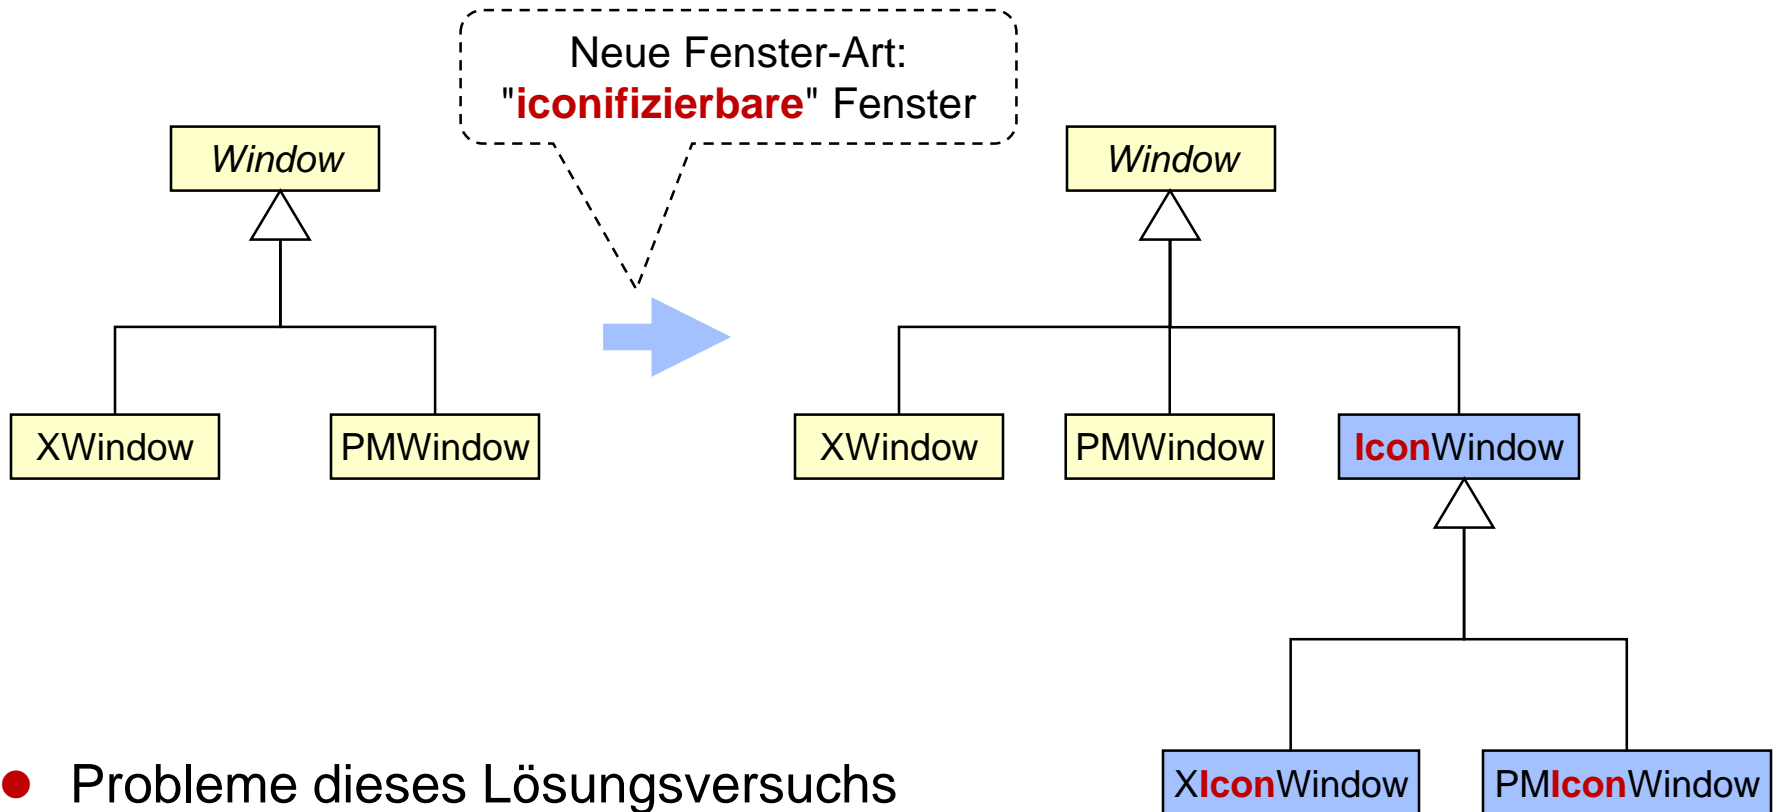 Neue Fenster-Art:
"iconifizierbare" Fenster
Window
Window
XWindow
PMWindow
XWindow
PMWindow
IconWindow
Probleme dieses Lösungsversuchs
XIconWindow
PMIconWindow